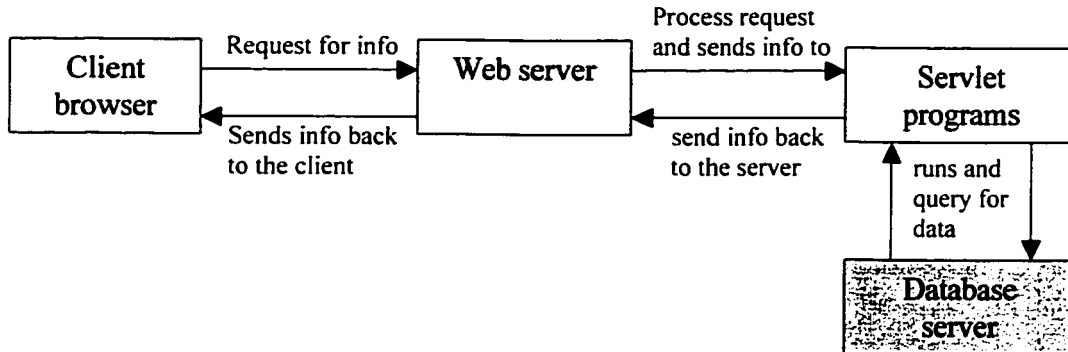 Client
browser
Request for info
Sends info back
to the client
Web server
Process request
and sends info to
send info back
to the server
Servlet
programs
runs and
query for
data
Database
server